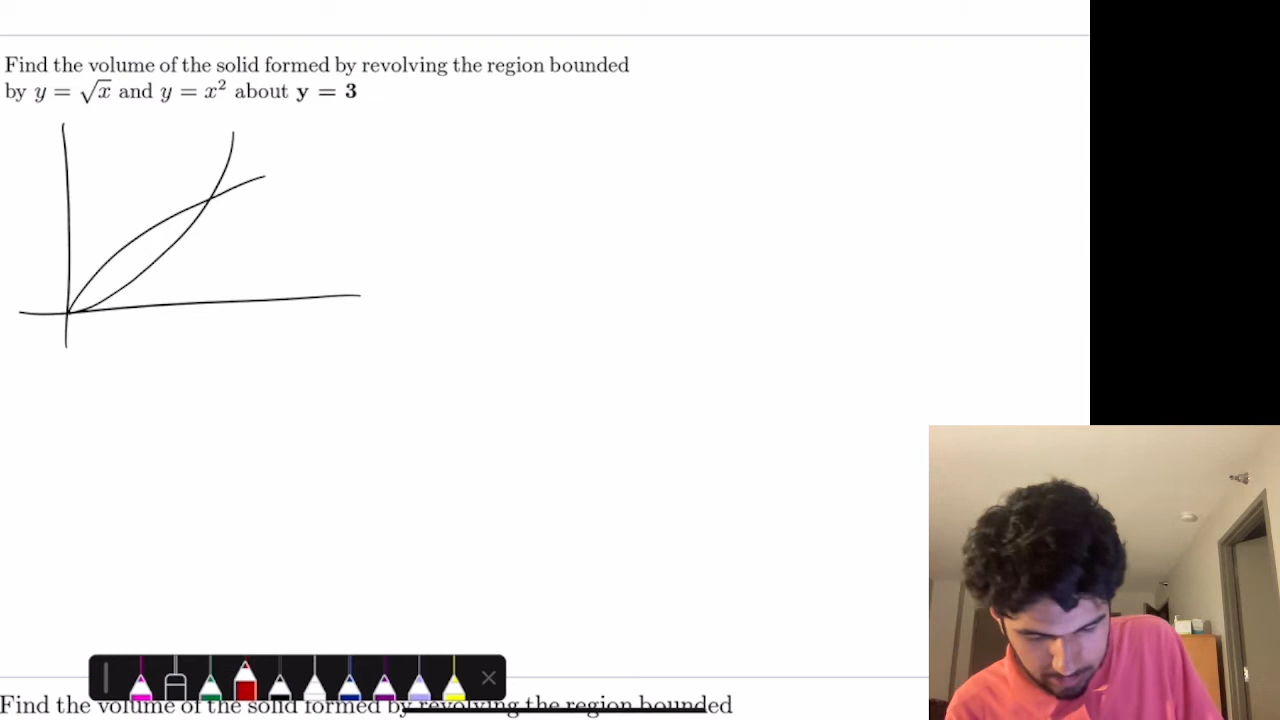 Find the volume of the solid formed by revolving the region bounded
by y = √x and y = x² about y = 3
Find the volume of the solid formed by revolving the region bounded